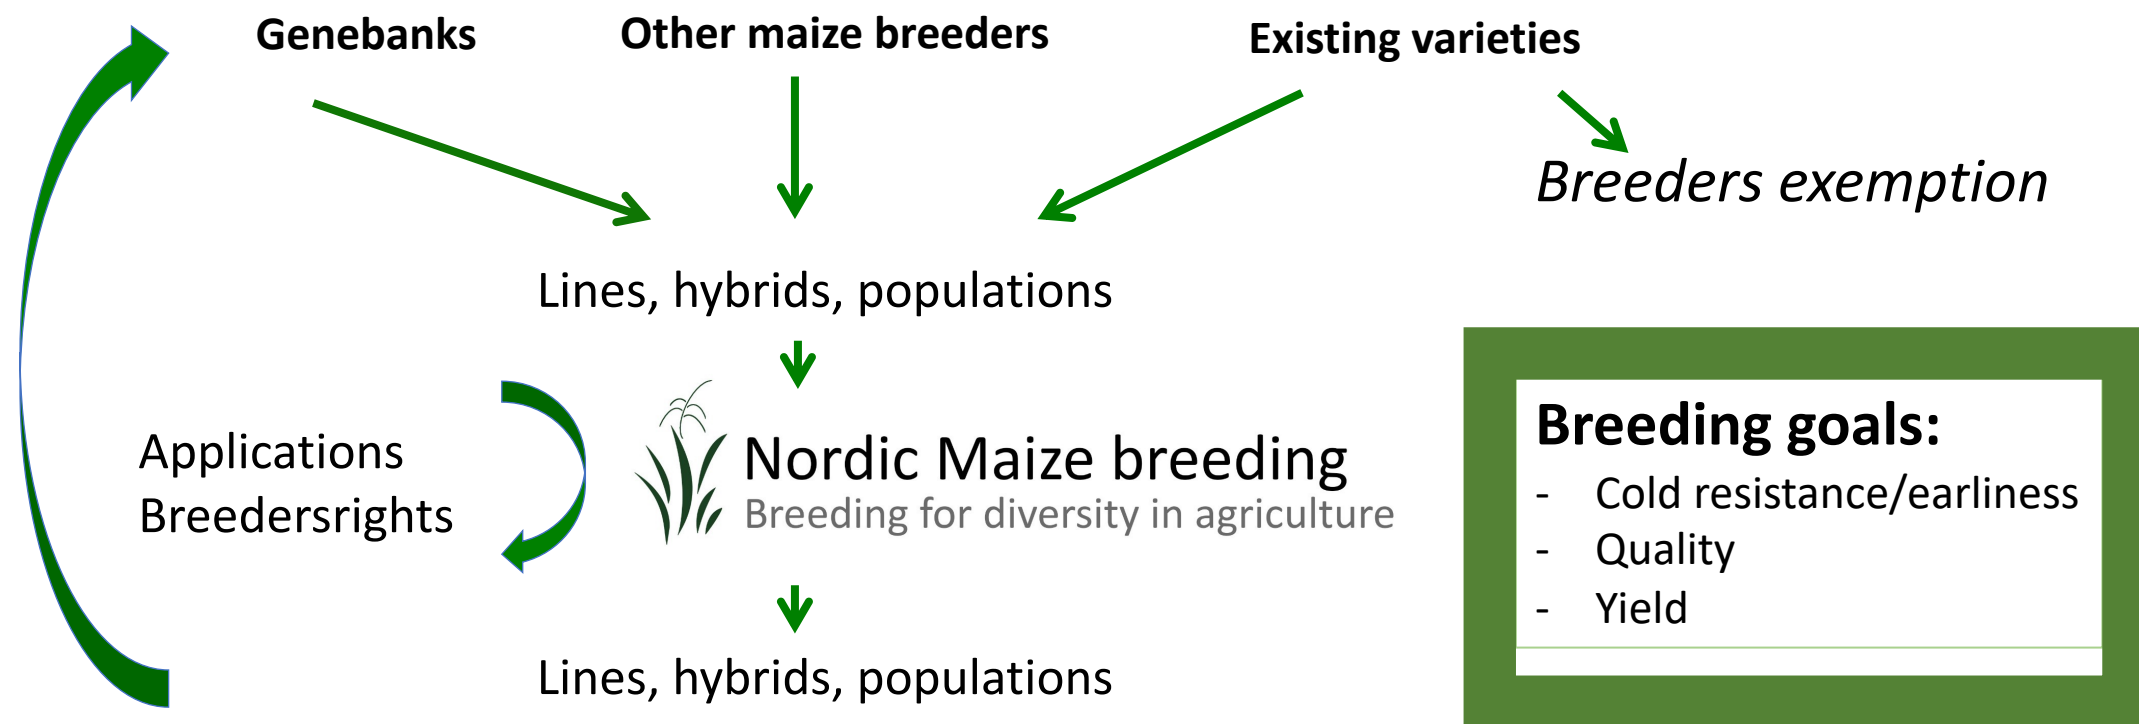 Genebanks
Other maize breeders
Existing varieties
Breeders exemption
Lines, hybrids, populations
Applications
Breedersrights
Nordic Maize breeding
Breeding for diversity in agriculture
Lines, hybrids, populations
Breeding goals:
- Cold resistance/earliness
- Quality
- Yield